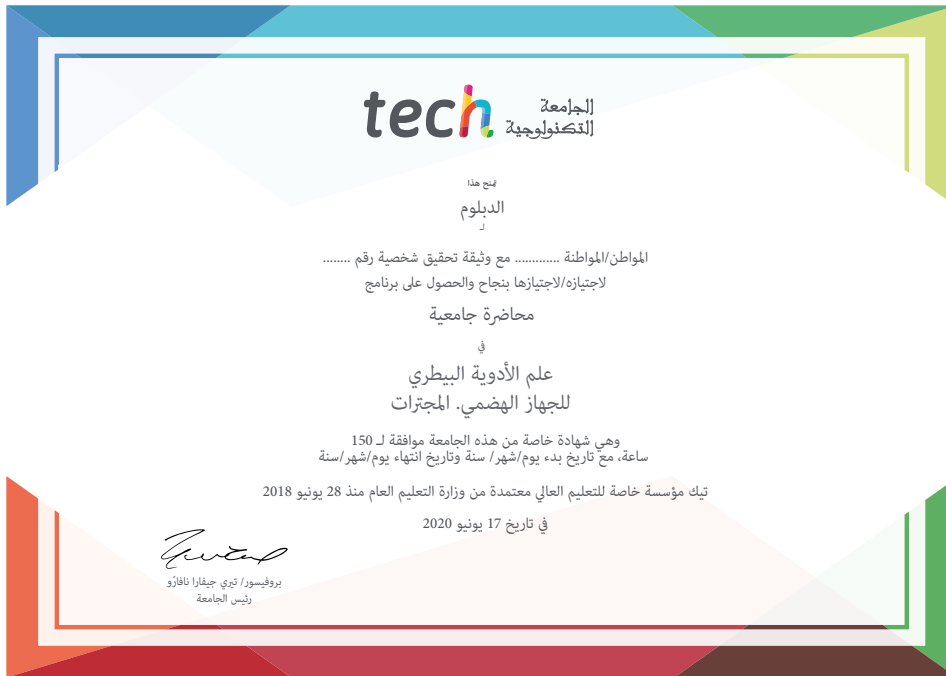 tech الجامعة
التكنولوجية
تمنح هذا
الدبلوم
لـ
المواطن/المواطنة ............. مع وثيقة تحقيق شخصية رقم ........
لاجتيازه/لاجتيازها بنجاح والحصول على برنامج
محاضرة جامعية
في
علم الأدوية البيطري
للجهاز الهضمي. المجترات
وهي شهادة خاصة من هذه الجامعة موافقة لـ 150
ساعة، مع تاريخ بدء يوم/شهر/ سنة وتاريخ انتهاء يوم/شهر/سنة
تيك مؤسسة خاصة للتعليم العالي معتمدة من وزارة التعليم العام منذ 28 يونيو 2018
في تاريخ 17 يونيو 2020
بروفيسور/ تيري جيفارا نافارّو
رئيس الجامعة